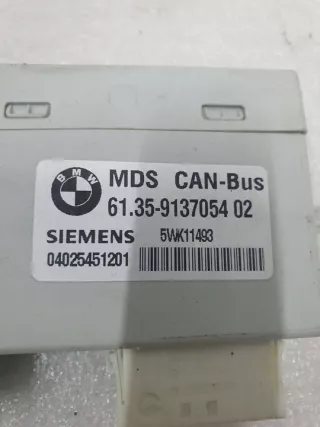 BMW
MDS CAN-Bus
61.35-9137054 02
SIEMENS 5WK11493
04025451201